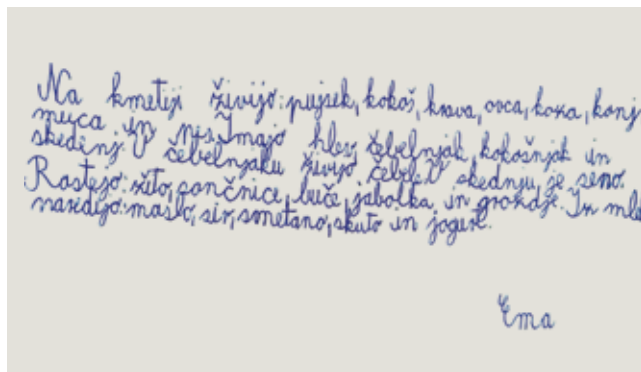 Na kmetiji živijo: pujsek, kokoš, krava, ovca, koza, konj
muca in pes. Imajo hlev, čebelnjak, kokošnjak in
skedenj. V čebelnjaku živijo čebele. V skednju je seno.
Rastejo: žito, sončnice, buče, jabolka in grozdje. Iz mle
naredijo: maslo, sir, smetano, skuto in jogurt.
Ema